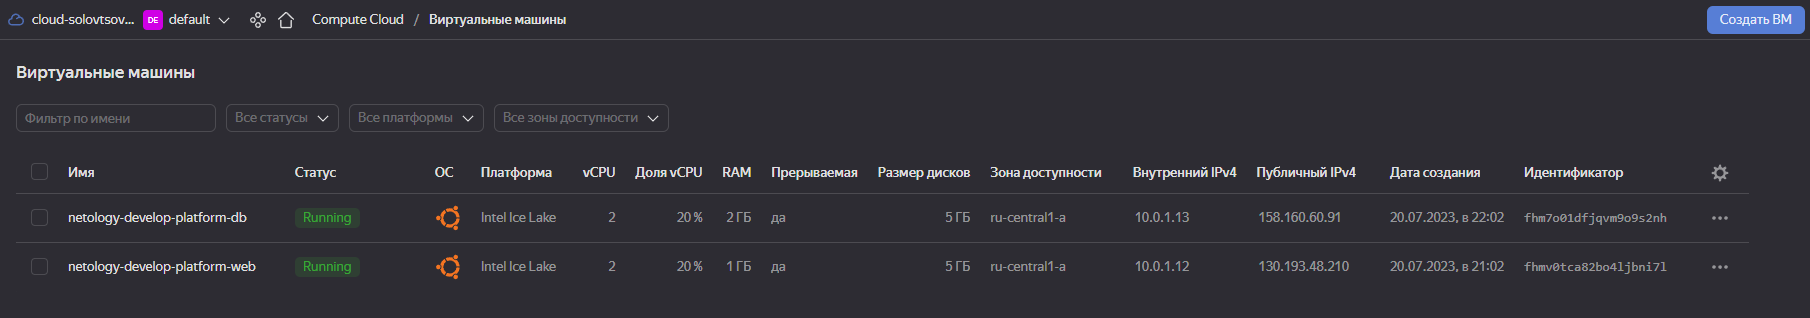 cloud-solovtsov... DE default Compute Cloud / Виртуальные машины Создать ВМ
Виртуальные машины
Фильтр по имени Все статусы Все платформы Все зоны доступности
Имя Статус ОС Платформа vCPU Доля vCPU RAM Прерываемая Размер дисков Зона доступности Внутренний IPv4 Публичный IPv4 Дата создания Идентификатор
netology-develop-platform-db Running Intel Ice Lake 2 20 % 2 ГБ да 5 ГБ ru-central1-a 10.0.1.13 158.160.60.91 20.07.2023, в 22:02 fhm7o01dfjqvm9o9s2nh
netology-develop-platform-web Running Intel Ice Lake 2 20 % 1 ГБ да 5 ГБ ru-central1-a 10.0.1.12 130.193.48.210 20.07.2023, в 21:02 fhmv0tca82bo4ljbni7l